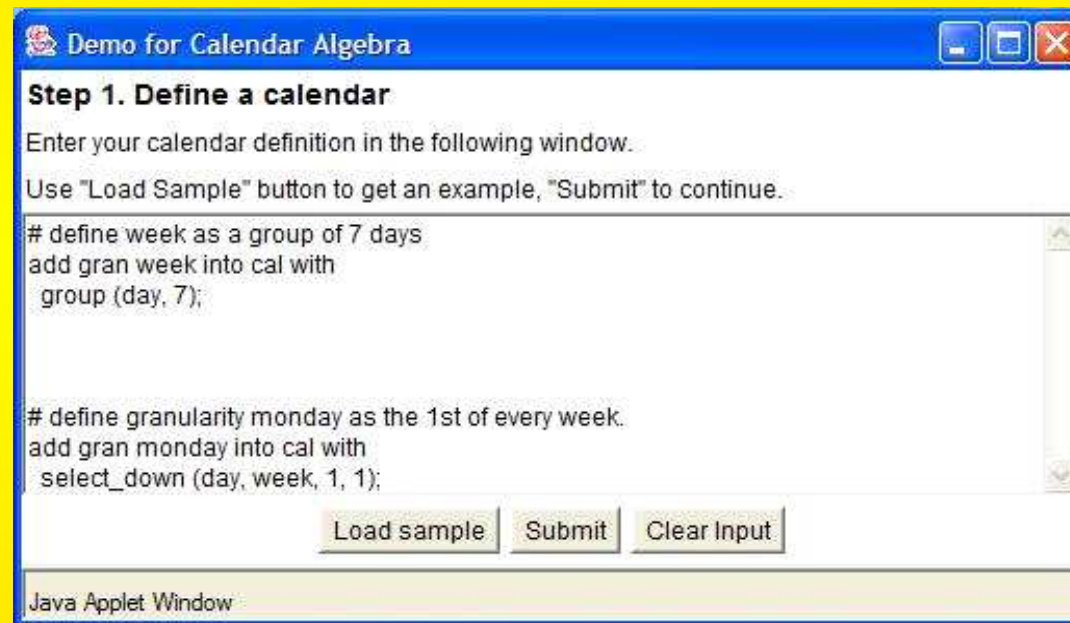 Demo for Calendar Algebra
Step 1. Define a calendar
Enter your calendar definition in the following window.
Use "Load Sample" button to get an example, "Submit" to continue.
# define week as a group of 7 days
add gran week into cal with
group (day, 7);
# define granularity monday as the 1st of every week.
add gran monday into cal with
select_down (day, week, 1, 1);
Load sample Submit Clear Input
Java Applet Window